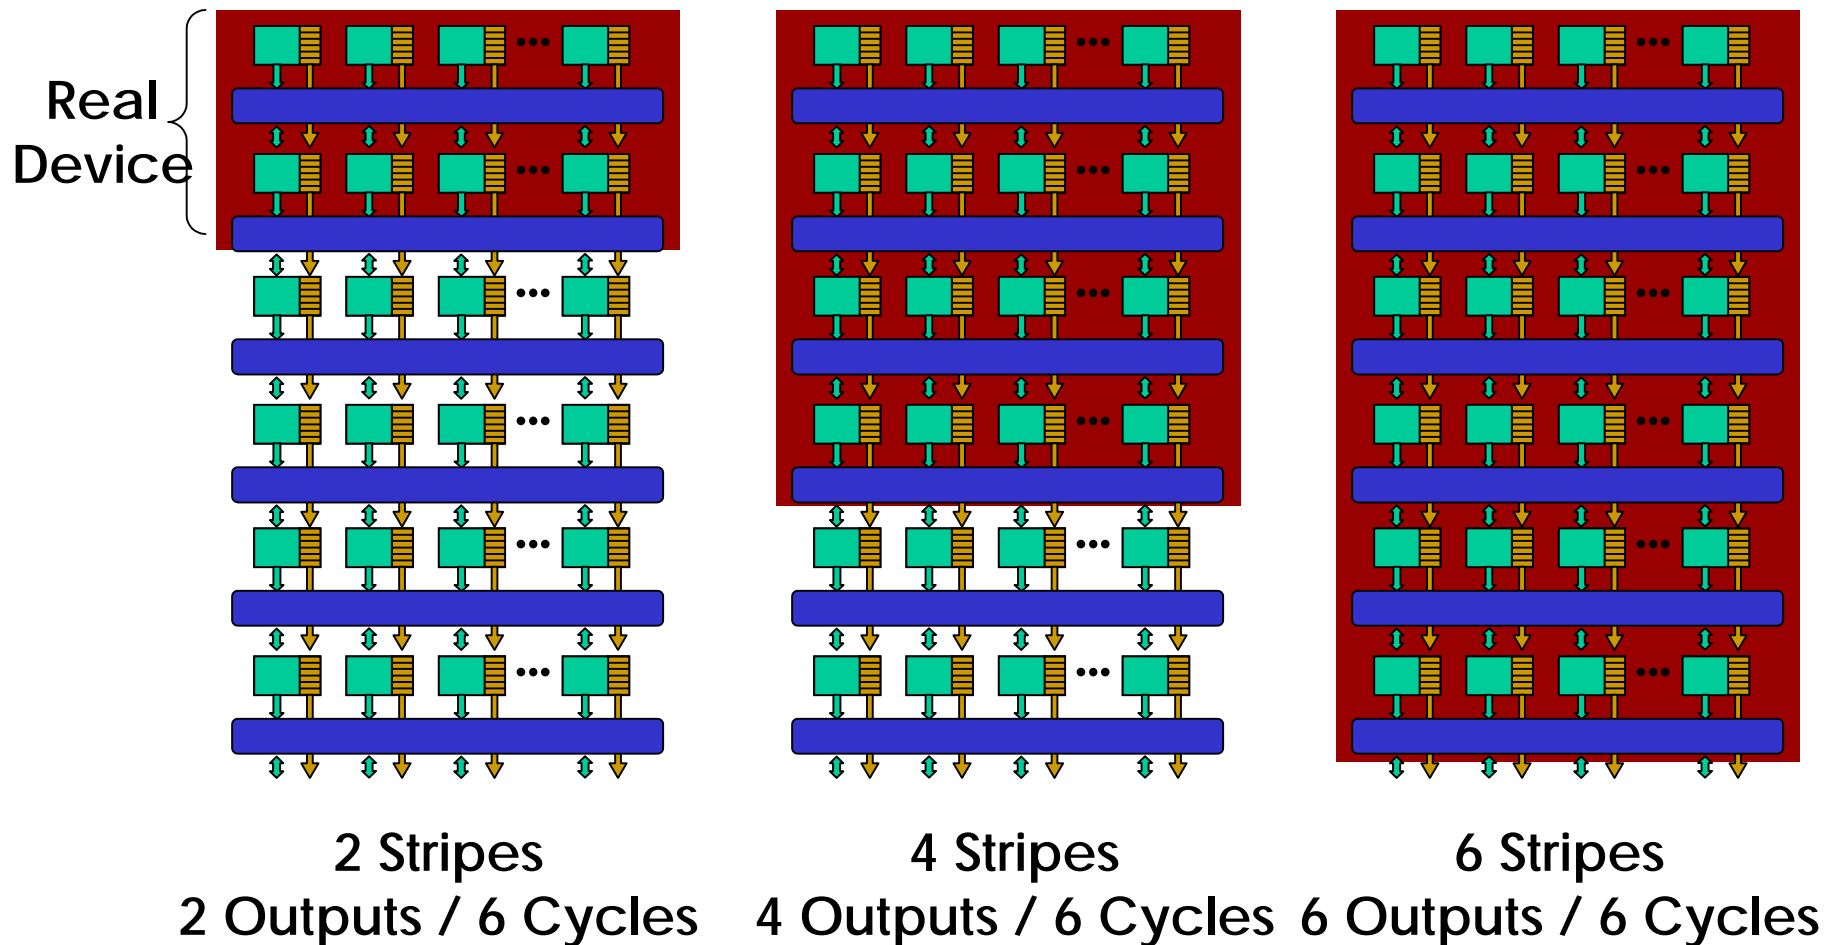 Real
Device
2 Stripes
2 Outputs / 6 Cycles
4 Stripes
4 Outputs / 6 Cycles
6 Stripes
6 Outputs / 6 Cycles